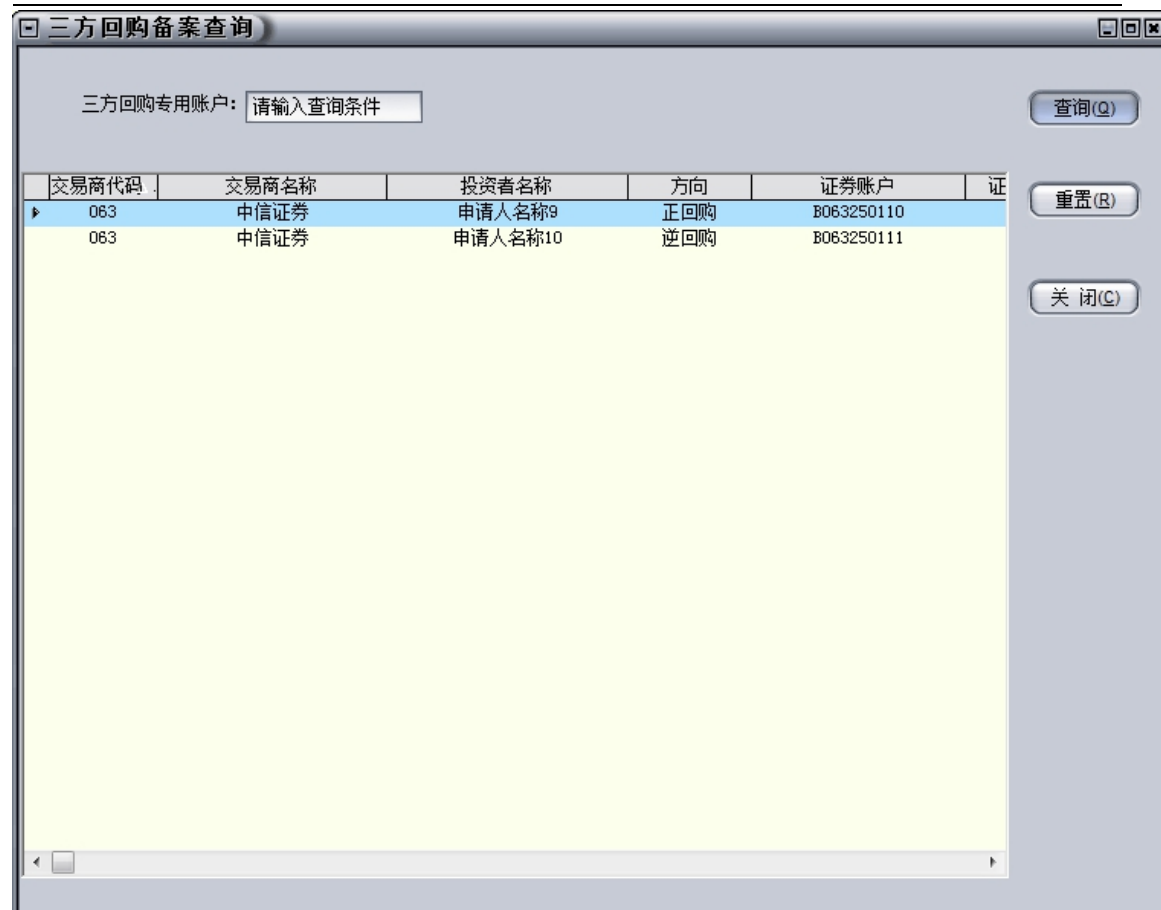 三方回购备案查询
三方回购专用账户： 请输入查询条件
查询(Q)
交易商代码 交易商名称 投资者名称 方向 证券账户 证
重置(R)
063 中信证券 申请人名称9 正回购 B063250110
063 中信证券 申请人名称10 逆回购 B063250111
关 闭(C)